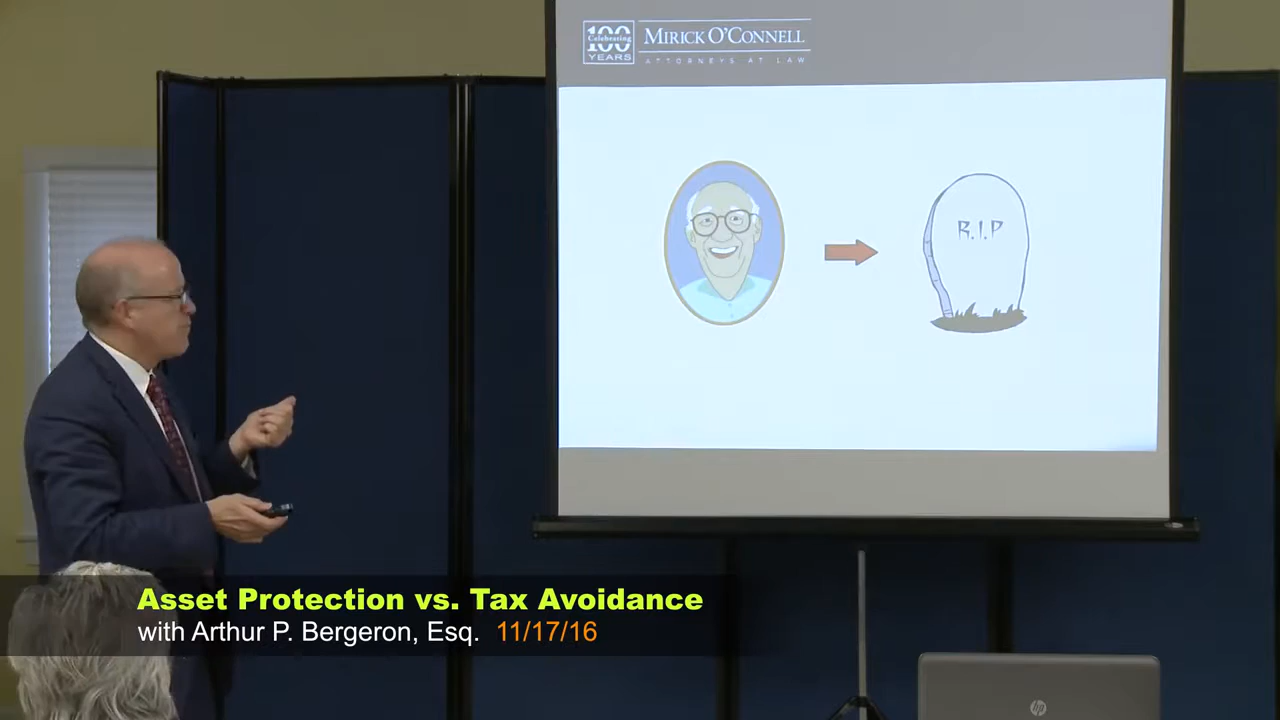 Celebrating
100
YEARS
MIRICK O'CONNELL
ATTORNEYS AT LAW
R.I.P
Asset Protection vs. Tax Avoidance
with Arthur P. Bergeron, Esq. 11/17/16
hp